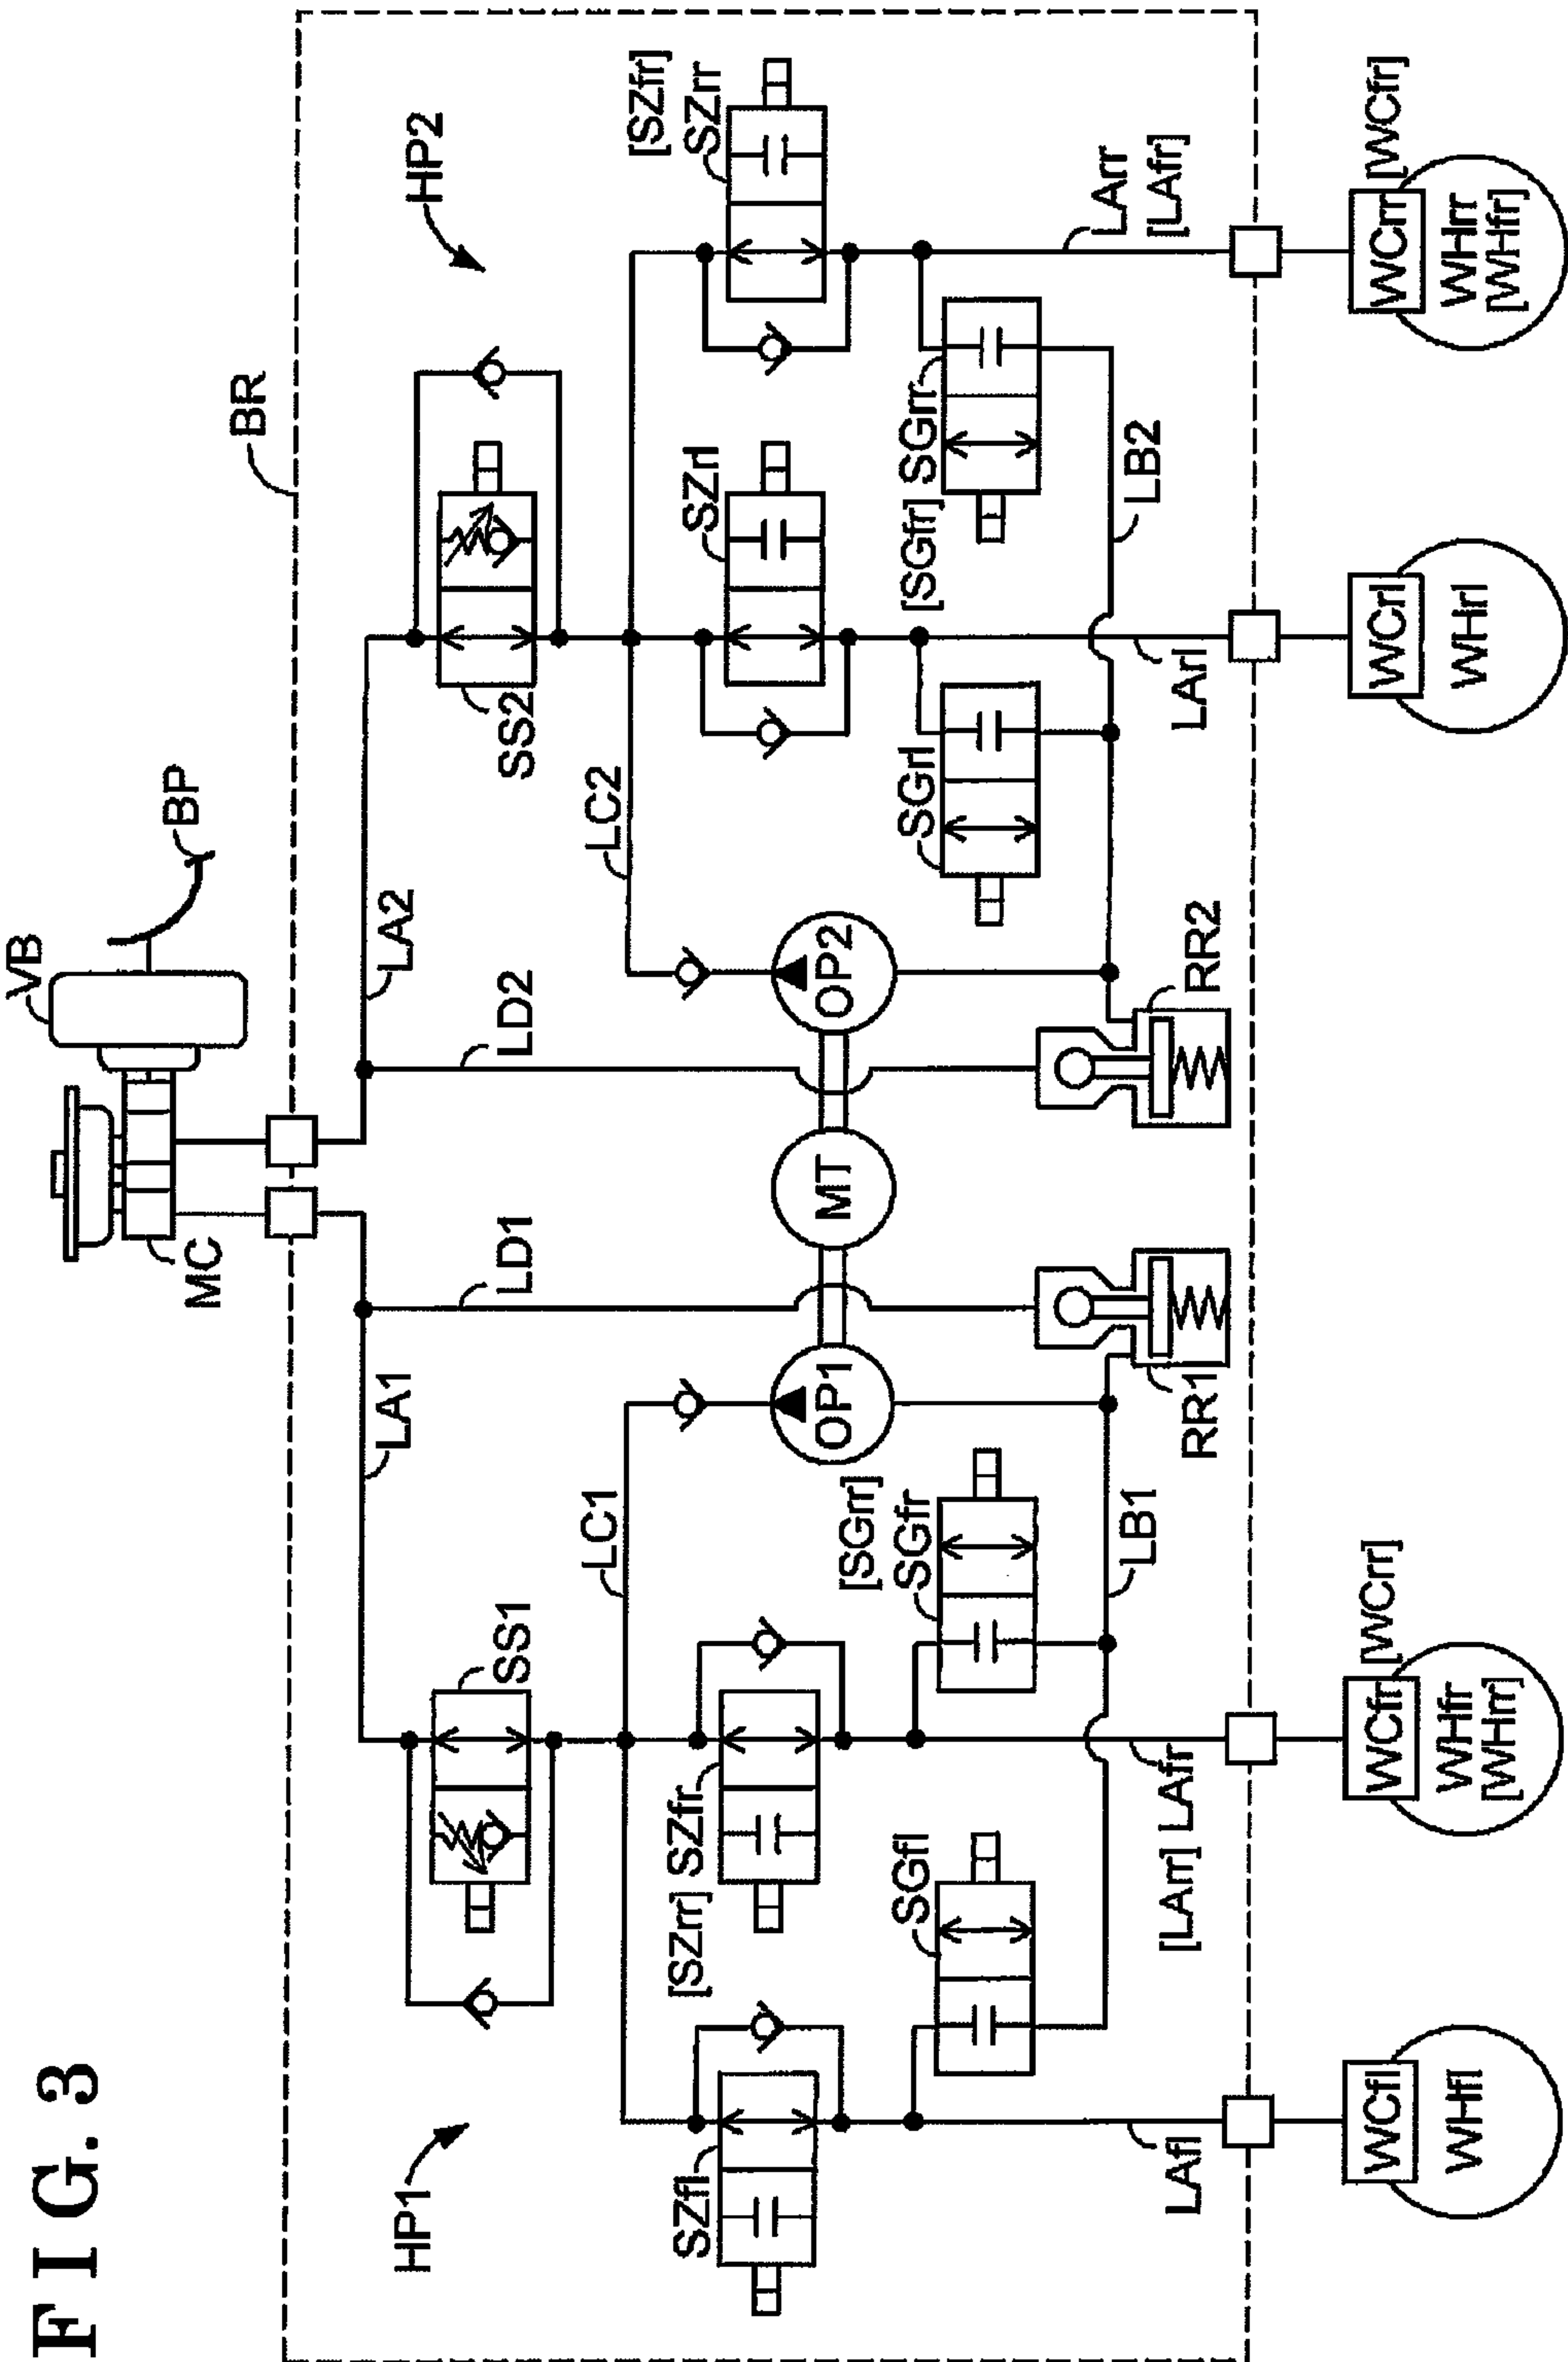 FIG. 3
VB
BP
MC
BR
HP1
HP2
LA1
LA2
LD1
LD2
SS1
SS2
LC1
LC2
SZfl
[SZrr] SZfr
SZrl
[SZfr]
SZrr
OP1
MT
OP2
SGfl
[SGrr]
SGfr
SGrl
[SGfr] SGrr
LB1
LB2
RR1
RR2
LAfl
[LArr] LAfr
LArl
LArr
[LAfr]
WCfl
WHfl
WCfr
[WCrr]
WHfr
[WHrr]
WCrl
WHrl
WCrr
[WCfr]
WHrr
[WHfr]